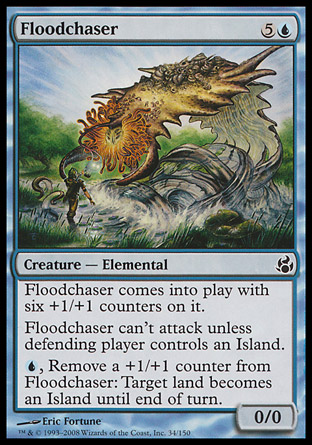 Floodchaser 5
Creature — Elemental
Floodchaser comes into play with
six +1/+1 counters on it.
Floodchaser can't attack unless
defending player controls an Island.
, Remove a +1/+1 counter from
Floodchaser: Target land becomes
an Island until end of turn.
Eric Fortune
™ & © 1993–2008 Wizards of the Coast, Inc. 34/150
0/0